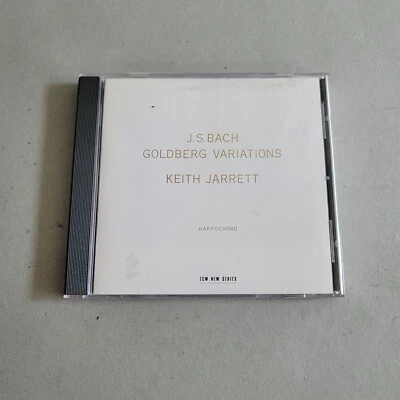 J.S. BACH
GOLDBERG VARIATIONS
KEITH JARRETT
HARPSICHORD
ECM NEW SERIES